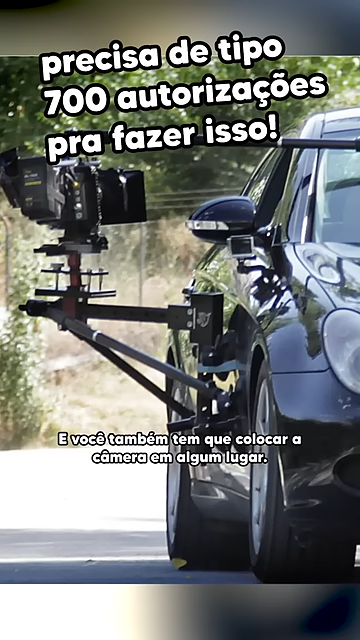 precisa de tipo
700 autorizações
pra fazer isso!
E você também tem que colocar a
câmera em algum lugar.